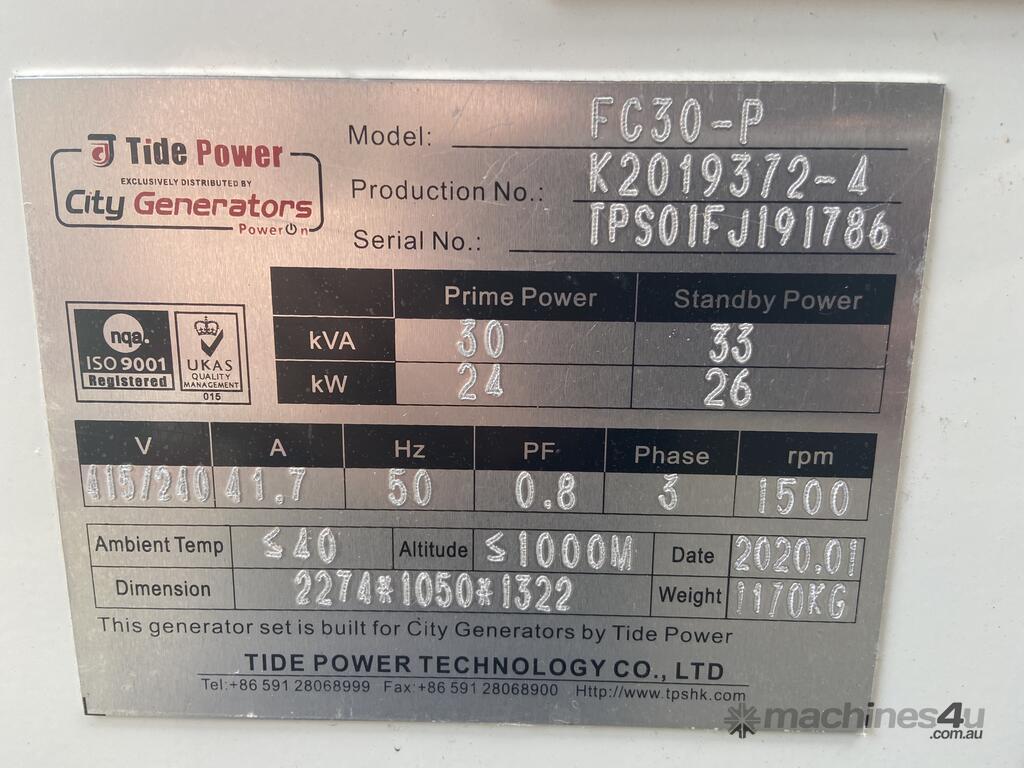 Tide Power
EXCLUSIVELY DISTRIBUTED BY
City Generators
PowerOn
Model: FC30-P
Production No.: K2019372-4
Serial No.: TPS01FJ191786
nqa.
ISO 9001
Registered
UKAS
QUALITY
MANAGEMENT
015
Prime Power Standby Power
kVA 30 33
kW 24 26
V A Hz PF Phase rpm
415/240 41.7 50 0.8 3 1500
Ambient Temp ≤40 Altitude ≤1000M Date 2020.01
Dimension 2274*1050*1322 Weight 1170KG
This generator set is built for City Generators by Tide Power
TIDE POWER TECHNOLOGY CO., LTD
Tel:+86 591 28068999 Fax:+86 591 28068900 Http://www.tpshk.com
machines4u
.com.au